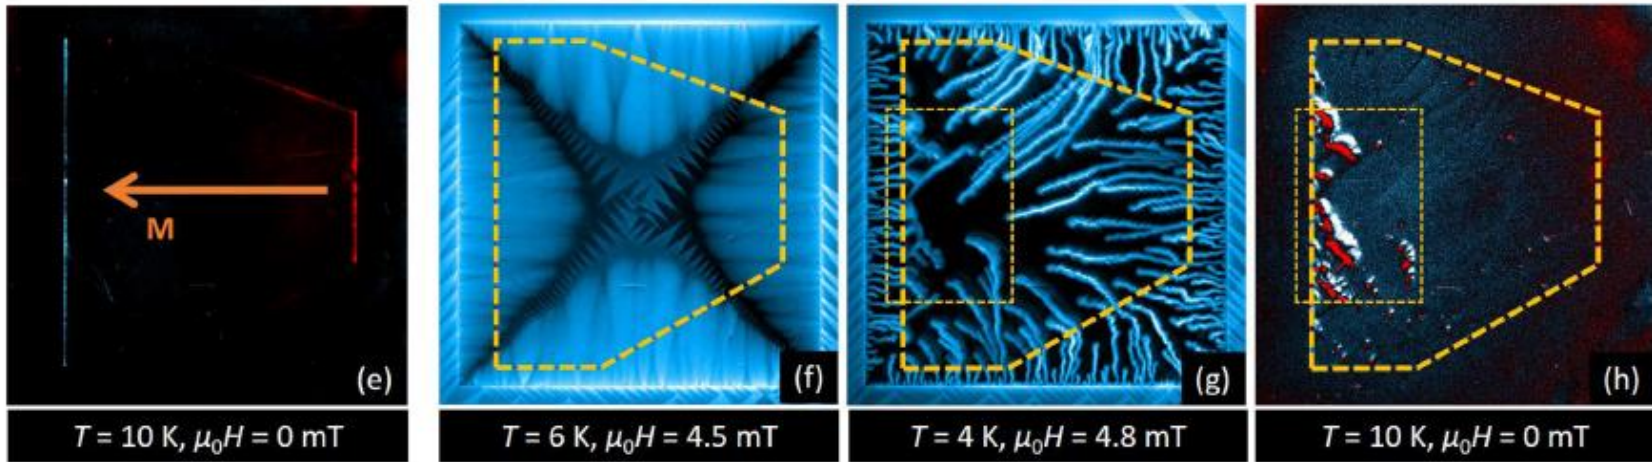 M
(e)
(f)
(g)
(h)
T = 10 K, μ₀H = 0 mT
T = 6 K, μ₀H = 4.5 mT
T = 4 K, μ₀H = 4.8 mT
T = 10 K, μ₀H = 0 mT